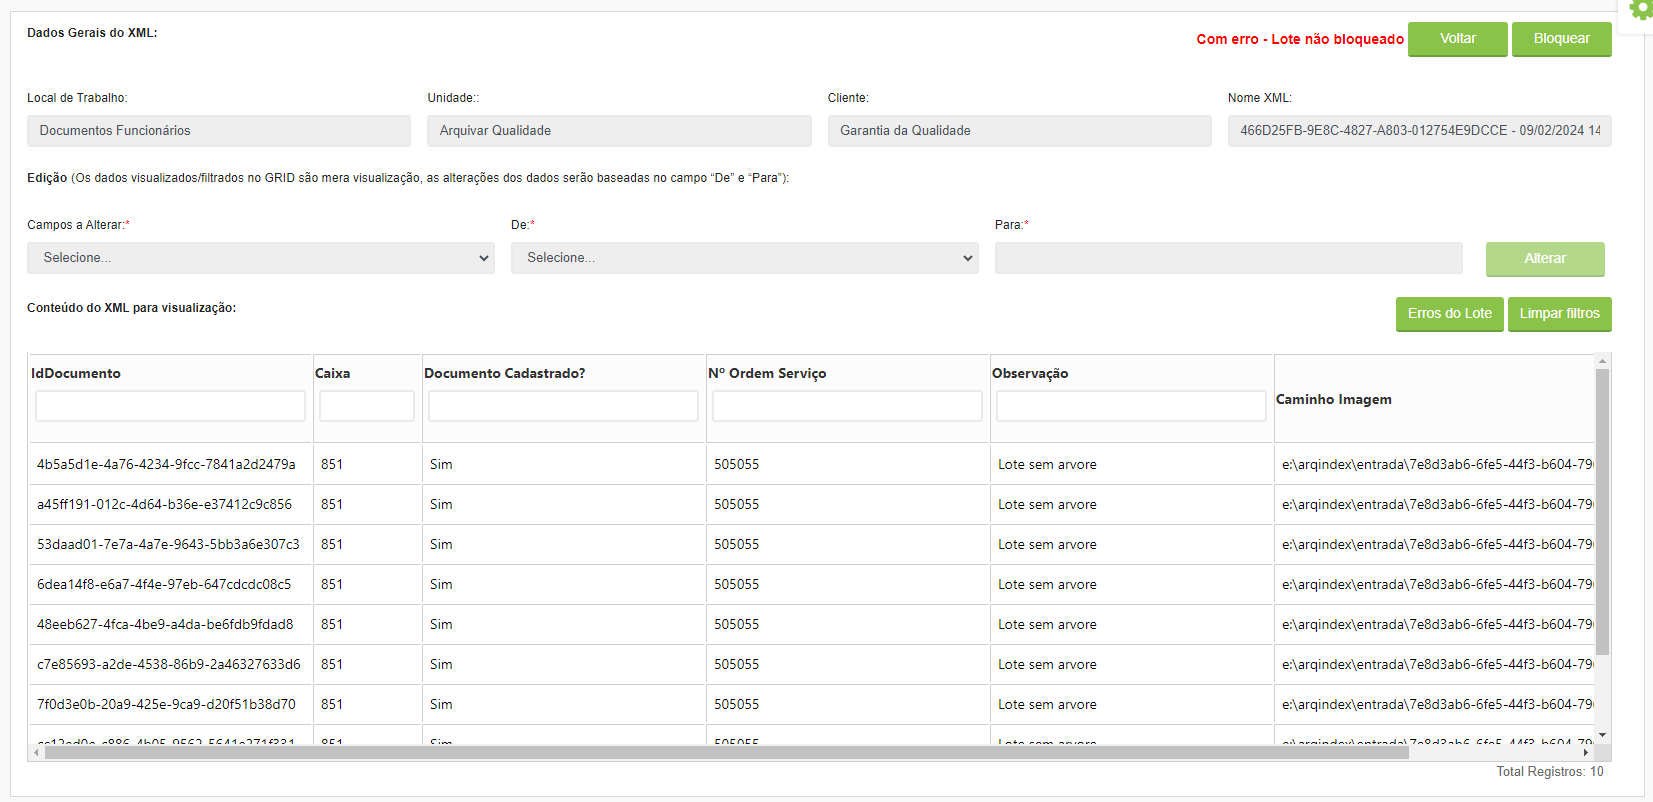 Dados Gerais do XML:
Com erro - Lote não bloqueado Voltar Bloquear
Local de Trabalho: Unidade:: Cliente: Nome XML:
Documentos Funcionários Arquivar Qualidade Garantia da Qualidade 466D25FB-9E8C-4827-A803-012754E9DCCE - 09/02/2024 14
Edição (Os dados visualizados/filtrados no GRID são mera visualização, as alterações dos dados serão baseadas no campo “De” e “Para”):
Campos a Alterar:* De:* Para:*
Selecione... Selecione... Alterar
Conteúdo do XML para visualização: Erros do Lote Limpar filtros
IdDocumento Caixa Documento Cadastrado? Nº Ordem Serviço Observação Caminho Imagem
4b5a5d1e-4a76-4234-9fcc-7841a2d2479a 851 Sim 505055 Lote sem arvore e:\arqindex\entrada\7e8d3ab6-6fe5-44f3-b604-79
a45ff191-012c-4d64-b36e-e37412c9c856 851 Sim 505055 Lote sem arvore e:\arqindex\entrada\7e8d3ab6-6fe5-44f3-b604-79
53daad01-7e7a-4a7e-9643-5bb3a6e307c3 851 Sim 505055 Lote sem arvore e:\arqindex\entrada\7e8d3ab6-6fe5-44f3-b604-79
6dea14f8-e6a7-4f4e-97eb-647cdcdc08c5 851 Sim 505055 Lote sem arvore e:\arqindex\entrada\7e8d3ab6-6fe5-44f3-b604-79
48eeb627-4fca-4be9-a4da-be6fdb9fdad8 851 Sim 505055 Lote sem arvore e:\arqindex\entrada\7e8d3ab6-6fe5-44f3-b604-79
c7e85693-a2de-4538-86b9-2a46327633d6 851 Sim 505055 Lote sem arvore e:\arqindex\entrada\7e8d3ab6-6fe5-44f3-b604-79
7f0d3e0b-20a9-425e-9ca9-d20f51b38d70 851 Sim 505055 Lote sem arvore e:\arqindex\entrada\7e8d3ab6-6fe5-44f3-b604-79
851 Sim 505055 Lote sem arvore e:\arqindex\entrada\7e8d3ab6-6fe5-44f3-b604-79
Total Registros: 10